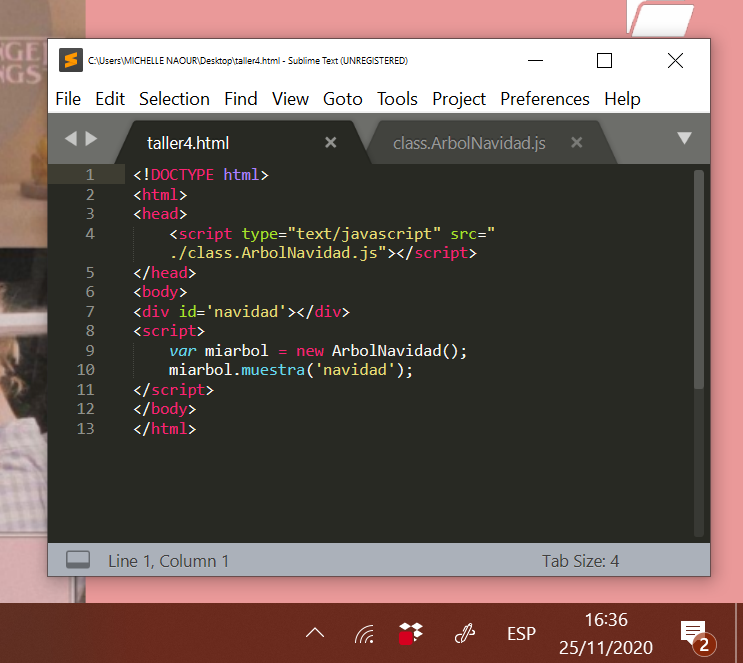 NGE
NGS
C:\Users\MICHELLE NAOUR\Desktop\taller4.html - Sublime Text (UNREGISTERED)
File Edit Selection Find View Goto Tools Project Preferences Help
taller4.html class.ArbolNavidad.js
1 <!DOCTYPE html>
2 <html>
3 <head>
4 <script type="text/javascript" src="
./class.ArbolNavidad.js"></script>
5 </head>
6 <body>
7 <div id='navidad'></div>
8 <script>
9 var miarbol = new ArbolNavidad();
10 miarbol.muestra('navidad');
11 </script>
12 </body>
13 </html>
Line 1, Column 1 Tab Size: 4
ESP 16:36
25/11/2020 2